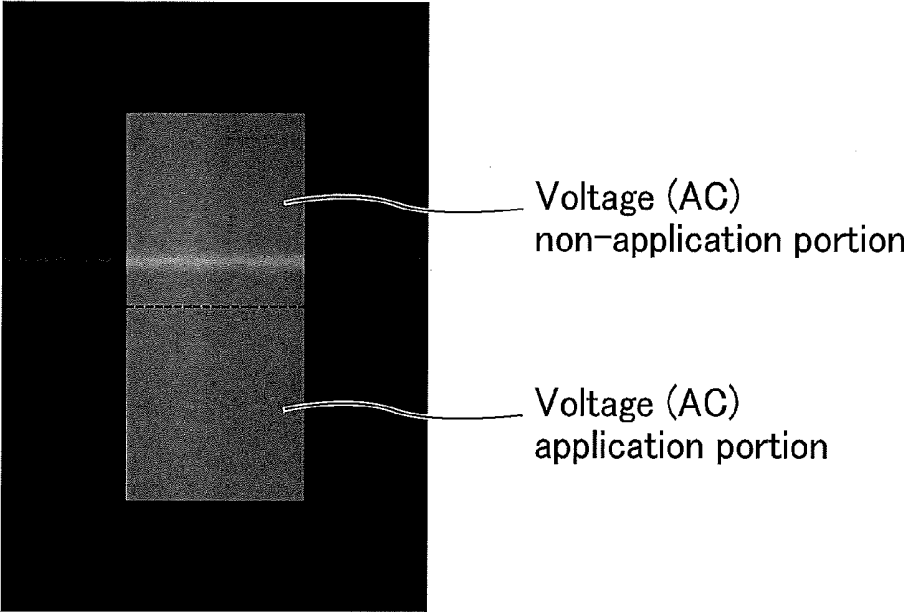 Voltage (AC)
non-application portion
Voltage (AC)
application portion